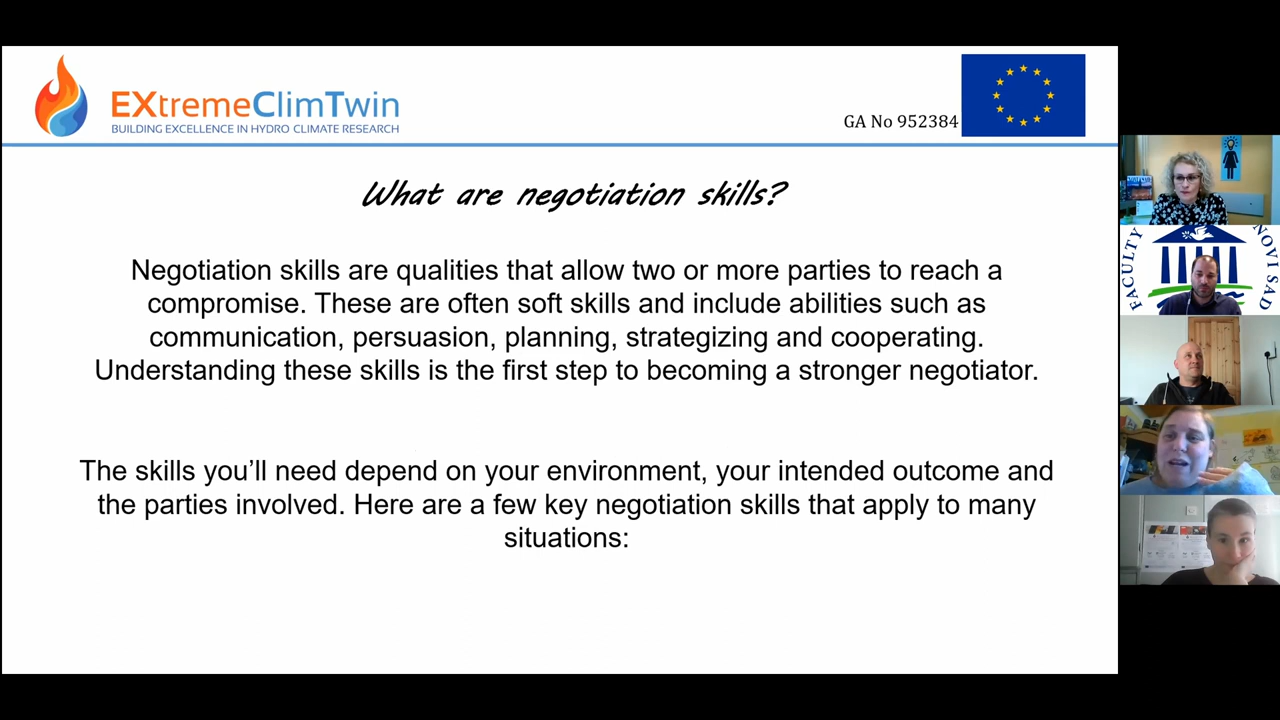 EXtremeClimTwin
BUILDING EXCELLENCE IN HYDRO CLIMATE RESEARCH
GA No 952384
What are negotiation skills?
Negotiation skills are qualities that allow two or more parties to reach a
compromise. These are often soft skills and include abilities such as
communication, persuasion, planning, strategizing and cooperating.
Understanding these skills is the first step to becoming a stronger negotiator.
The skills you’ll need depend on your environment, your intended outcome and
the parties involved. Here are a few key negotiation skills that apply to many
situations:
FACULTY
NOVI SAD